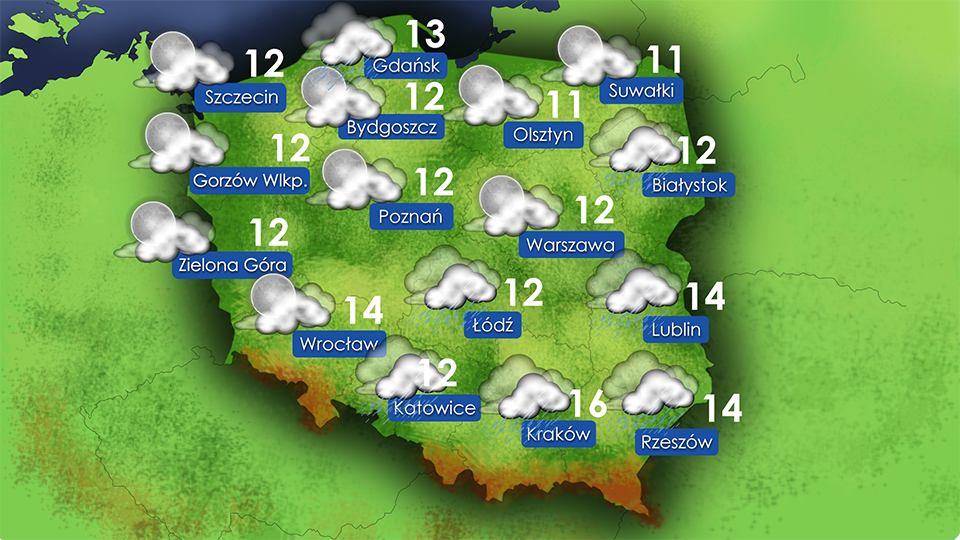 13
Gdańsk
12
Szczecin
11
Suwałki
12
Bydgoszcz
11
Olsztyn
12
Gorzów Wlkp.
12
Białystok
12
Poznań
12
Warszawa
12
Zielona Góra
14
Wrocław
12
Łódź
14
Lublin
12
Katowice
16
Kraków
14
Rzeszów